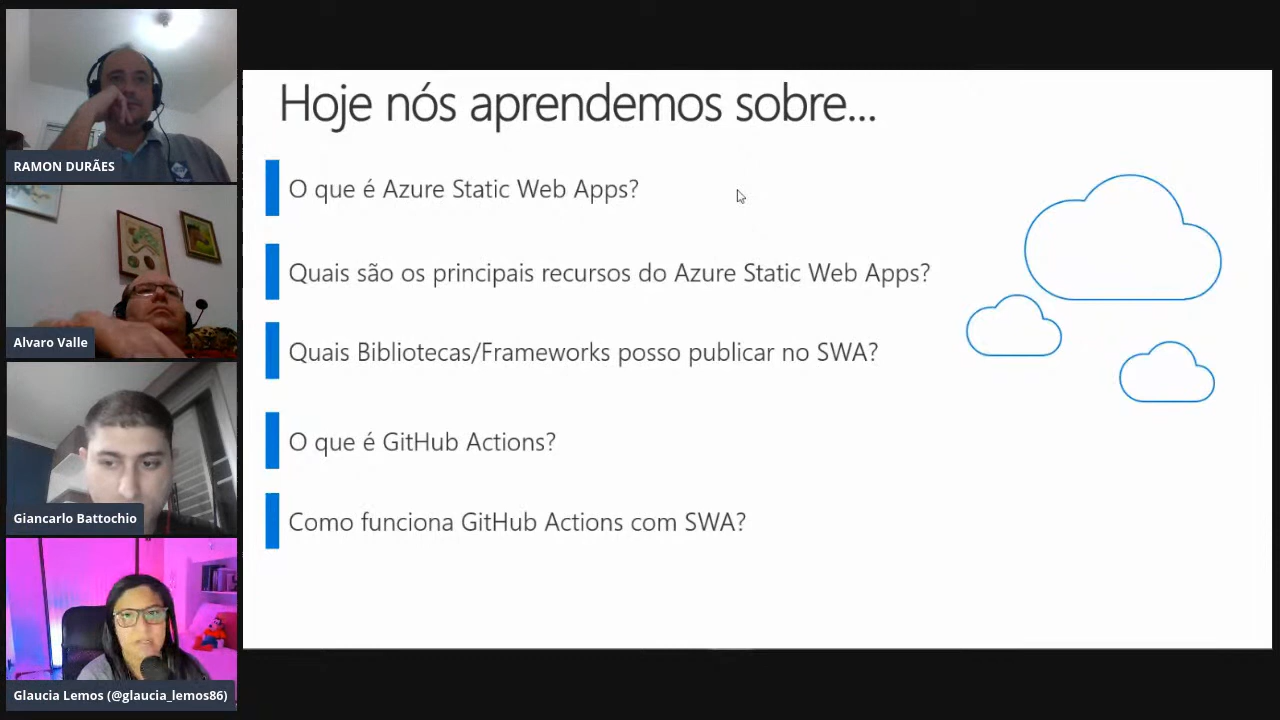 RAMON DURÃES
Alvaro Valle
Giancarlo Battochio
Glaucia Lemos (@glaucia_lemos86)
Hoje nós aprendemos sobre...
O que é Azure Static Web Apps?
Quais são os principais recursos do Azure Static Web Apps?
Quais Bibliotecas/Frameworks posso publicar no SWA?
O que é GitHub Actions?
Como funciona GitHub Actions com SWA?